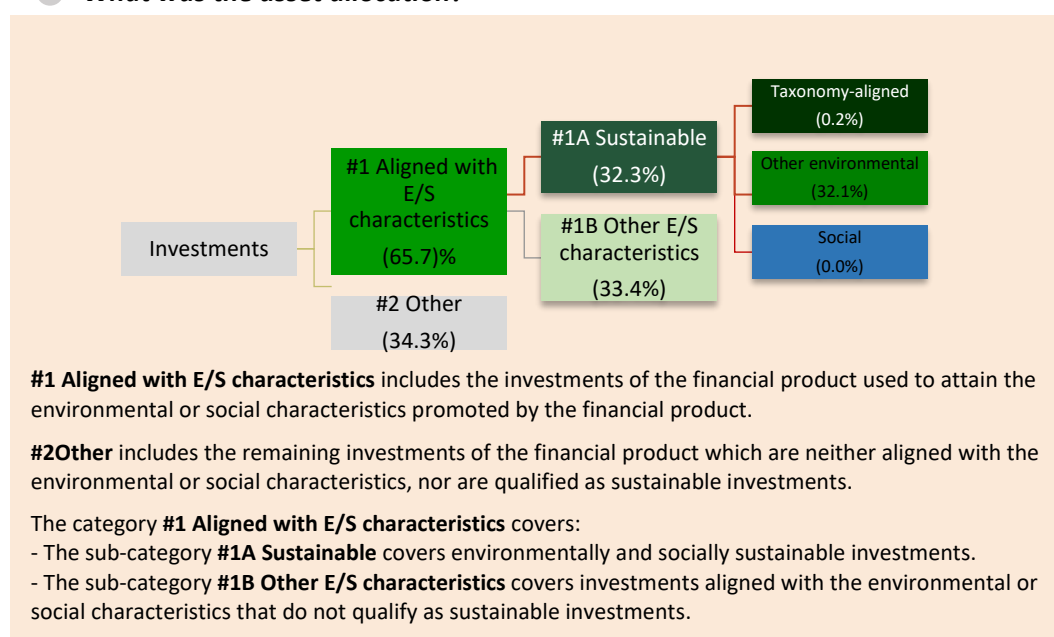 What was the asset allocation?
Taxonomy-aligned
(0.2%)
#1A Sustainable
(32.3%)
Other environmental
(32.1%)
#1 Aligned with
E/S
characteristics
(65.7)%
#1B Other E/S
characteristics
(33.4%)
Social
(0.0%)
Investments
#2 Other
(34.3%)
#1 Aligned with E/S characteristics includes the investments of the financial product used to attain the
environmental or social characteristics promoted by the financial product.
#2Other includes the remaining investments of the financial product which are neither aligned with the
environmental or social characteristics, nor are qualified as sustainable investments.
The category #1 Aligned with E/S characteristics covers:
- The sub-category #1A Sustainable covers environmentally and socially sustainable investments.
- The sub-category #1B Other E/S characteristics covers investments aligned with the environmental or
social characteristics that do not qualify as sustainable investments.